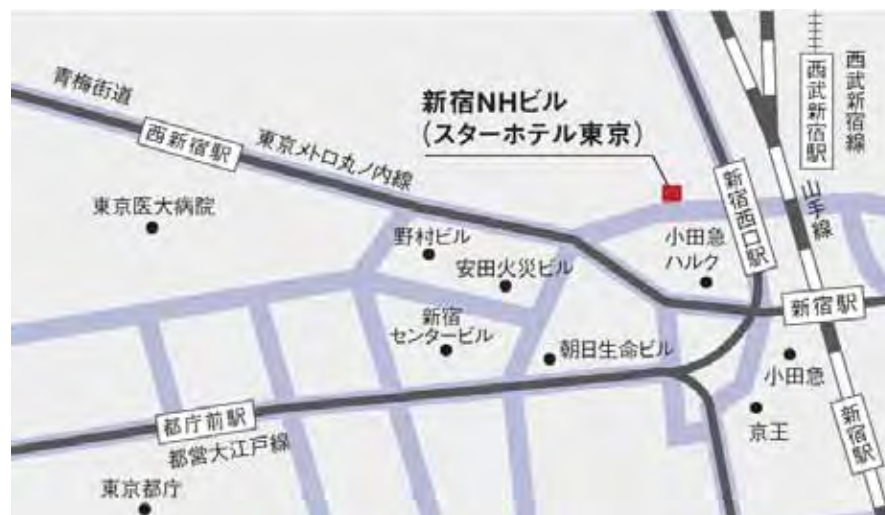 青梅街道
西新宿駅
東京メトロ丸ノ内線
新宿NHビル
(スターホテル東京)
西武新宿駅
西武新宿線
山手線
新宿西口駅
東京医大病院
野村ビル
安田火災ビル
小田急
ハルク
新宿駅
新宿
センタービル
朝日生命ビル
小田急
京王
新宿駅
都庁前駅
都営大江戸線
東京都庁